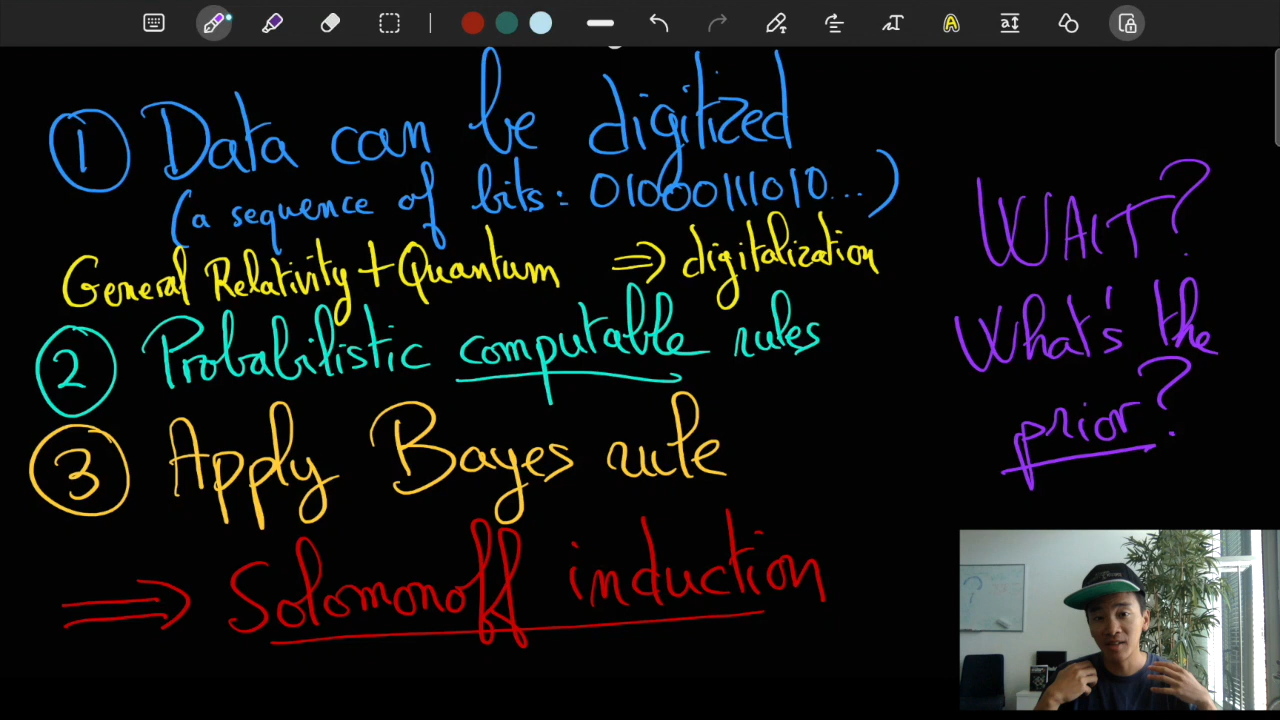 ① Data can be digitized
(a sequence of bits: 01000111010...)
General Relativity + Quantum ⇒ digitalization
② Probabilistic computable rules
③ Apply Bayes rule
⇒ Solomonoff induction
WAIT?
What's the
prior?